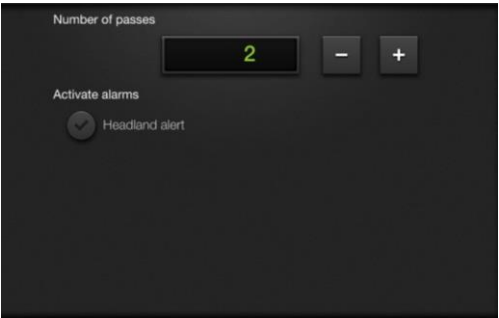 Number of passes
2 - +
Activate alarms
Headland alert